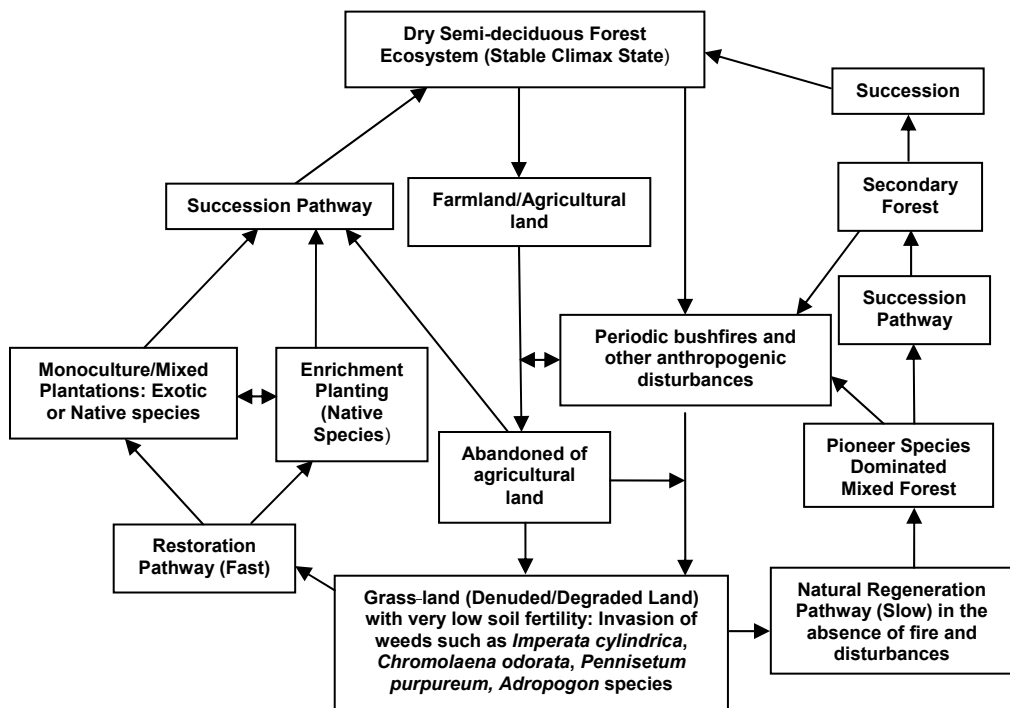 Dry Semi-deciduous Forest
Ecosystem (Stable Climax State)
Succession
Succession Pathway
Farmland/Agricultural
land
Secondary
Forest
Succession
Pathway
Periodic bushfires and
other anthropogenic
disturbances
Monoculture/Mixed
Plantations: Exotic
or Native species
Enrichment
Planting
(Native
Species)
Abandoned of
agricultural
land
Pioneer Species
Dominated
Mixed Forest
Restoration
Pathway (Fast)
Grass-land (Denuded/Degraded Land)
with very low soil fertility: Invasion of
weeds such as Imperata cylindrica,
Chromolaena odorata, Pennisetum
purpureum, Adropogon species
Natural Regeneration
Pathway (Slow) in the
absence of fire and
disturbances